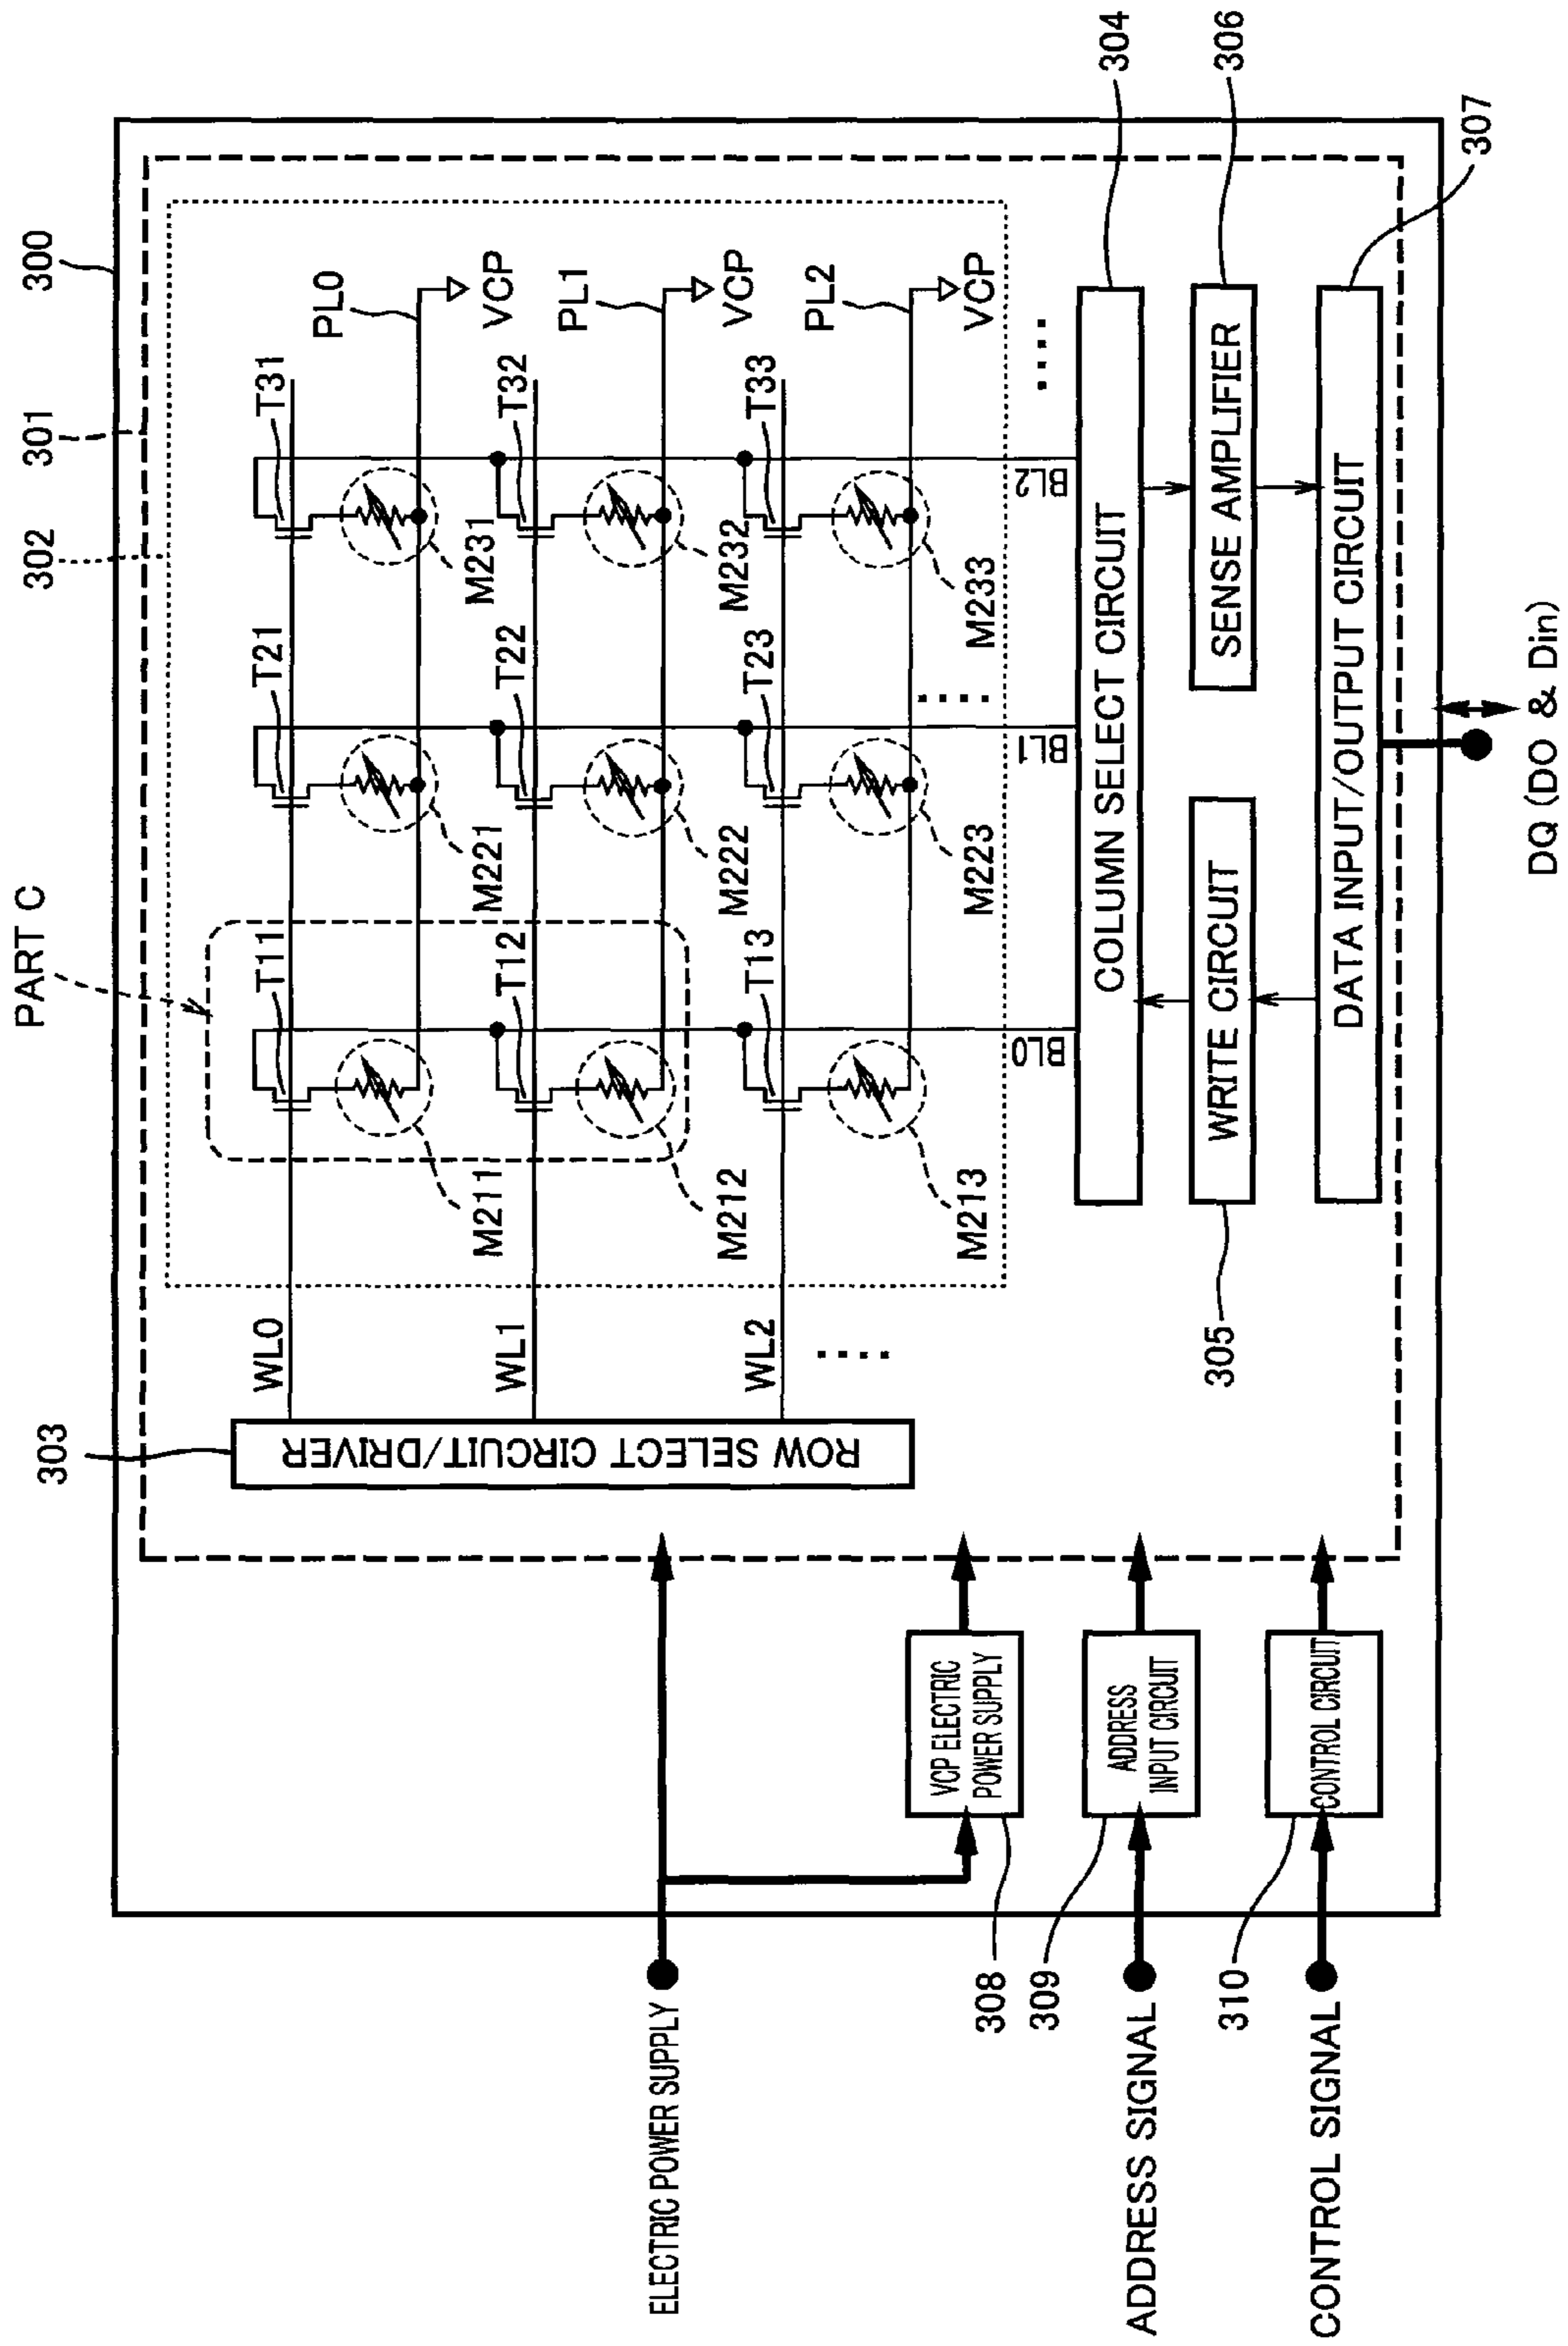 303
PART C
302
301
300
ROW SELECT CIRCUIT/DRIVER
WL0
T11
T21
T31
PL0
M211
M221
M231
VCP
WL1
T12
T22
T32
PL1
M212
M222
M232
VCP
WL2
T13
T23
T33
PL2
M213
M223
M233
VCP
BL0
BL1
BL2
COLUMN SELECT CIRCUIT
304
305
WRITE CIRCUIT
SENSE AMPLIFIER
306
DATA INPUT/OUTPUT CIRCUIT
307
DQ (DO & Din)
ELECTRIC POWER SUPPLY
308
VCP ELECTRIC
POWER SUPPLY
309
ADDRESS SIGNAL
ADDRESS
INPUT CIRCUIT
310
CONTROL SIGNAL
CONTROL CIRCUIT